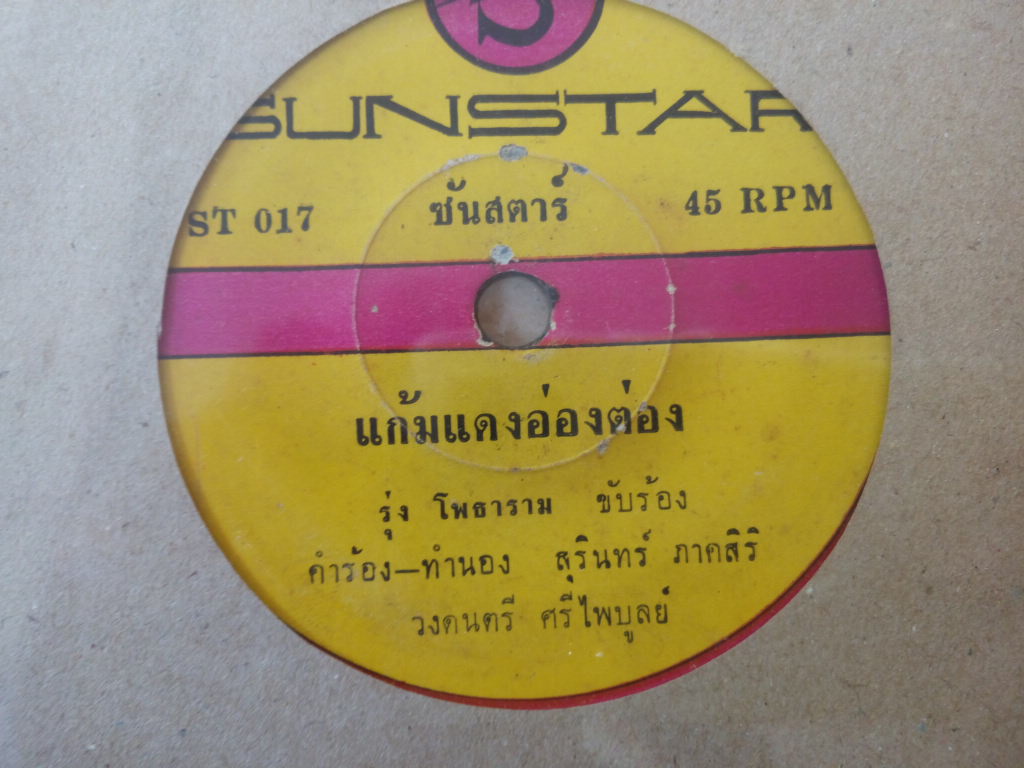 SUNSTAR
ST 017 ซันสตาร์ 45 RPM
แก้มแดงอ่องต่อง
รุ่ง โพธาราม ขับร้อง
คำร้อง—ทำนอง สุรินทร์ ภาคสิริ
วงดนตรี ศรีไพบูลย์